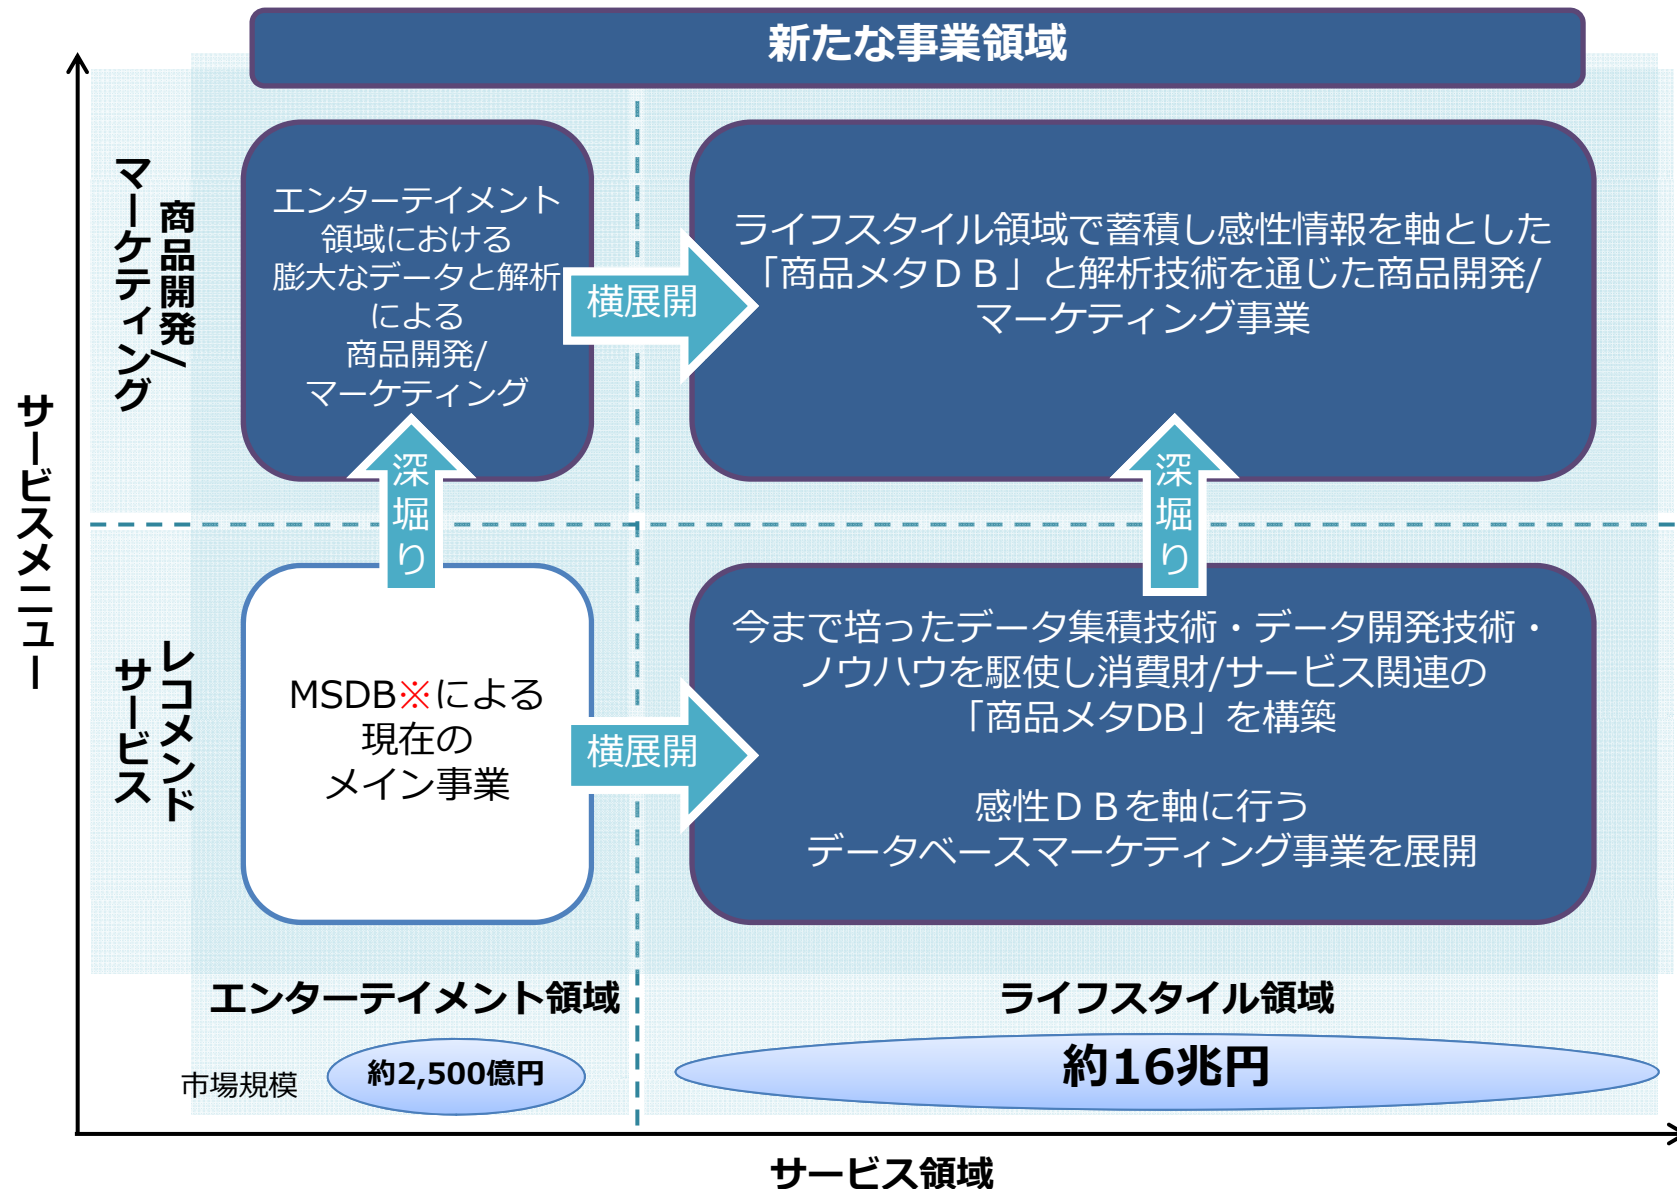 新たな事業領域
サービスメニュー
商品開発/
マーケティング
エンターテイメント
領域における
膨大なデータと解析
による
商品開発/
マーケティング
横展開
ライフスタイル領域で蓄積し感性情報を軸とした
「商品メタＤＢ」と解析技術を通じた商品開発/
マーケティング事業
深堀り
深堀り
レコメンド
サービス
MSDB※による
現在の
メイン事業
横展開
今まで培ったデータ集積技術・データ開発技術・
ノウハウを駆使し消費財/サービス関連の
「商品メタDB」を構築
感性ＤＢを軸に行う
データベースマーケティング事業を展開
エンターテイメント領域
ライフスタイル領域
市場規模
約2,500億円
約16兆円
サービス領域